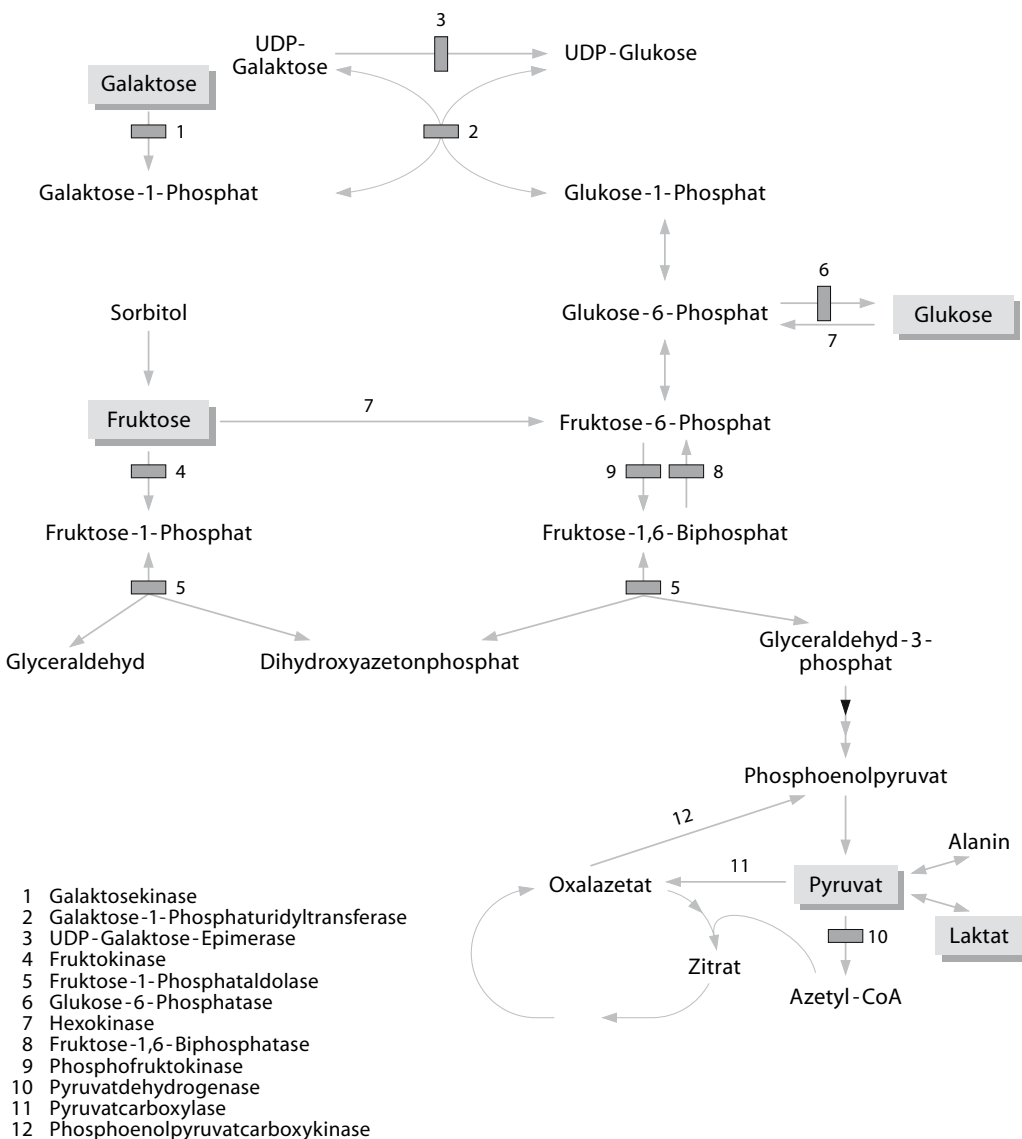 3
UDP-
Galaktose
UDP-Glukose
Galaktose
1
2
Galaktose-1-Phosphat
Glukose-1-Phosphat
6
Sorbitol
Glukose-6-Phosphat
Glukose
7
7
Fruktose
Fruktose-6-Phosphat
4
9
8
Fruktose-1-Phosphat
Fruktose-1,6-Biphosphat
5
5
Glyceraldehyd
Dihydroxyazetonphosphat
Glyceraldehyd-3-
phosphat
Phosphoenolpyruvat
12
Alanin
11
Oxalazetat
Pyruvat
Laktat
10
Zitrat
Azetyl-CoA
1 Galaktosekinase
2 Galaktose-1-Phosphaturidyltransferase
3 UDP-Galaktose-Epimerase
4 Fruktokinase
5 Fruktose-1-Phosphataldolase
6 Glukose-6-Phosphatase
7 Hexokinase
8 Fruktose-1,6-Biphosphatase
9 Phosphofruktokinase
10 Pyruvatdehydrogenase
11 Pyruvatcarboxylase
12 Phosphoenolpyruvatcarboxykinase